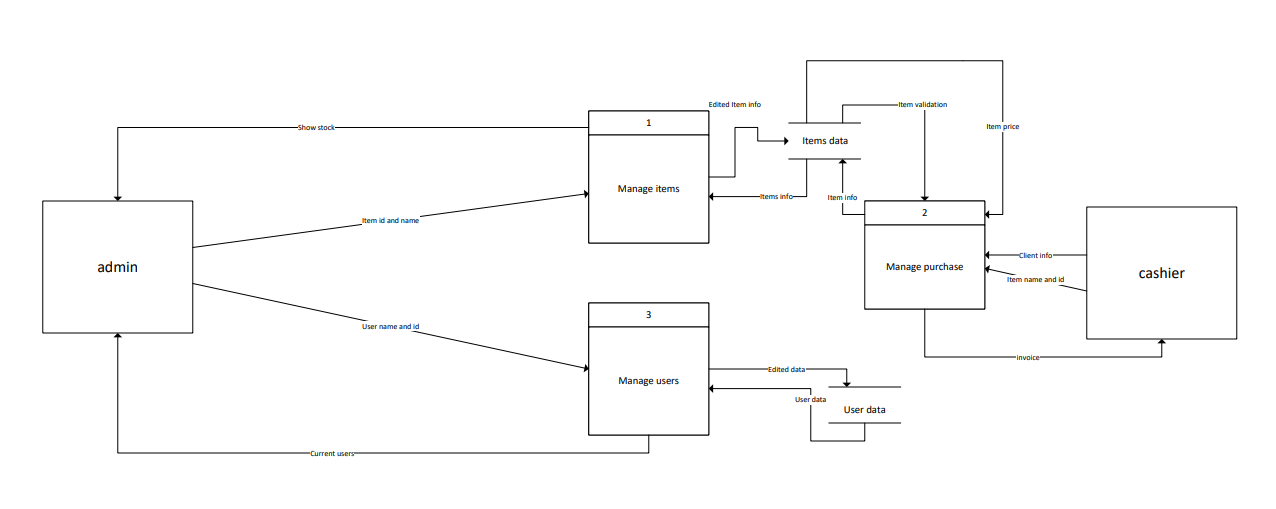 Edited Item info
Item validation
Show stock
1
Item price
Items data
Manage items
Items info
Item info
2
Item id and name
admin
Manage purchase
Client info
cashier
Item name and id
3
User name and id
invoice
Manage users
Edited data
User data
User data
Current users